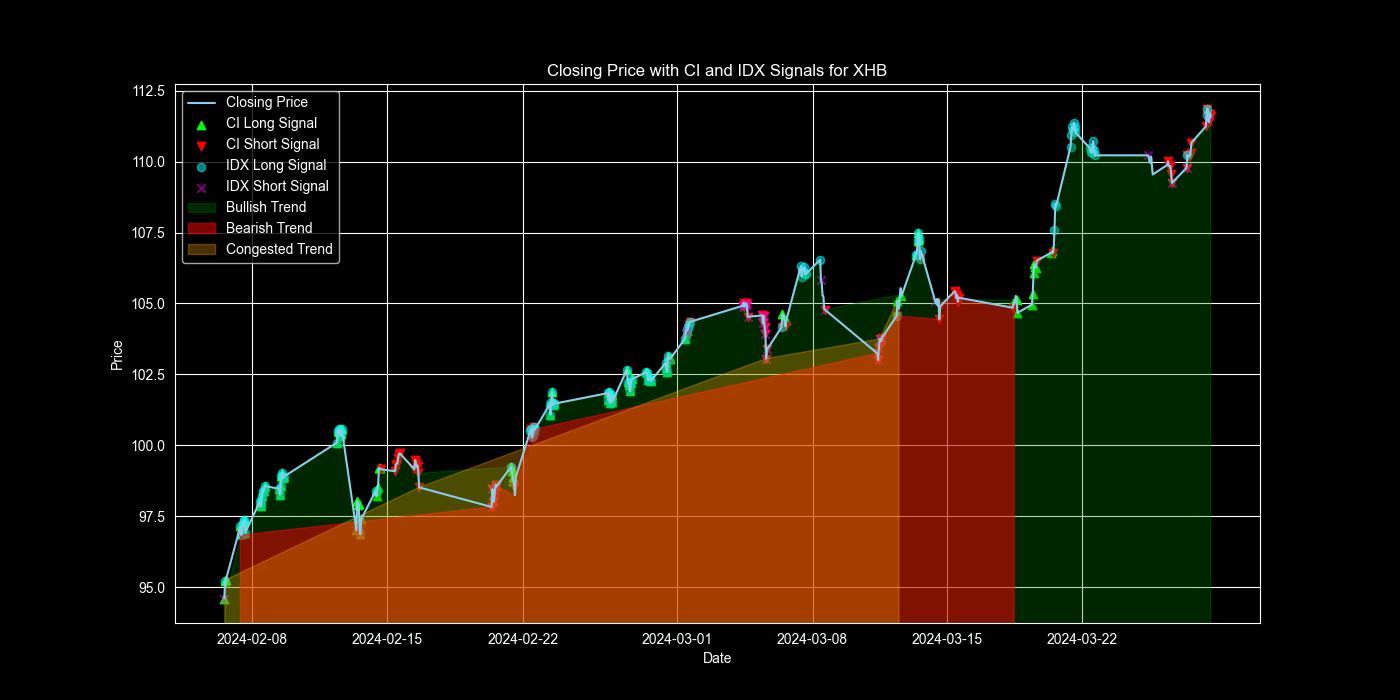 Closing Price with CI and IDX Signals for XHB
112.5
110.0
107.5
105.0
102.5
100.0
97.5
95.0
Price
Closing Price
CI Long Signal
CI Short Signal
IDX Long Signal
IDX Short Signal
Bullish Trend
Bearish Trend
Congested Trend
2024-02-08
2024-02-15
2024-02-22
2024-03-01
2024-03-08
2024-03-15
2024-03-22
Date